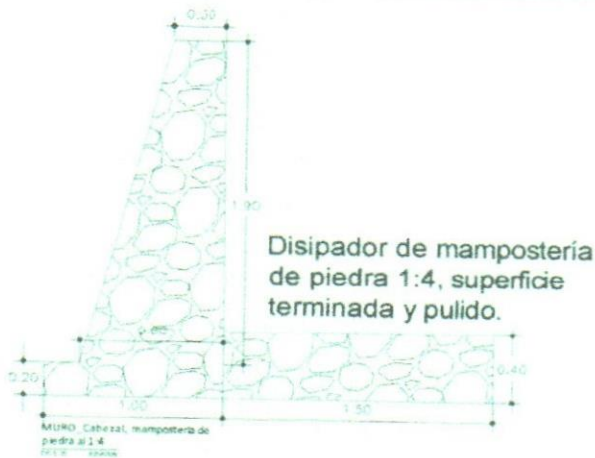 0.30
1.90
Disipador de mampostería
de piedra 1:4, superficie
terminada y pulido.
0.20
0.40
1.00
1.50
MURO Cabezal, mampostería de
piedra al 1:4